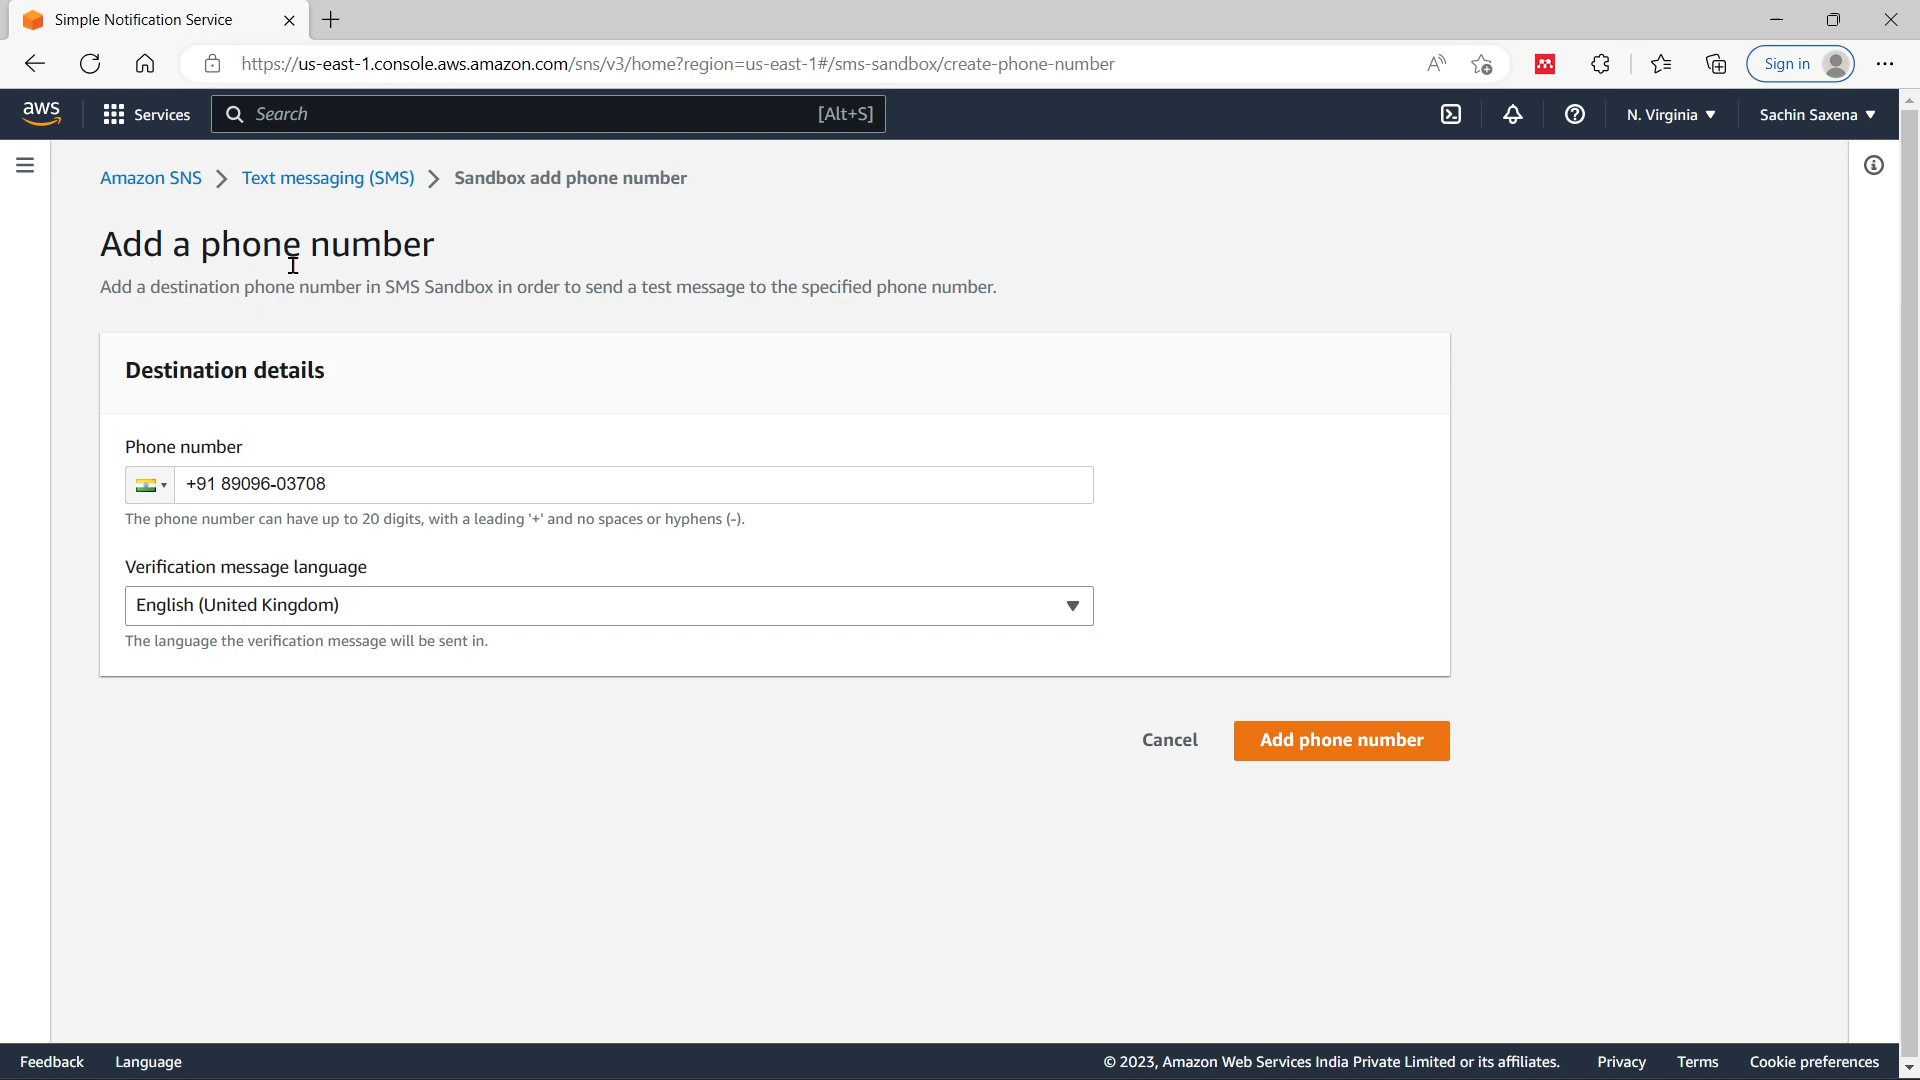 Simple Notification Service
https://us-east-1.console.aws.amazon.com/sns/v3/home?region=us-east-1#/sms-sandbox/create-phone-number
Sign in
aws
Services
Search
[Alt+S]
N. Virginia
Sachin Saxena
Amazon SNS
Text messaging (SMS)
Sandbox add phone number
Add a phone number
Add a destination phone number in SMS Sandbox in order to send a test message to the specified phone number.
Destination details
Phone number
+91 89096-03708
The phone number can have up to 20 digits, with a leading '+' and no spaces or hyphens (-).
Verification message language
English (United Kingdom)
The language the verification message will be sent in.
Cancel
Add phone number
Feedback
Language
© 2023, Amazon Web Services India Private Limited or its affiliates.
Privacy
Terms
Cookie preferences